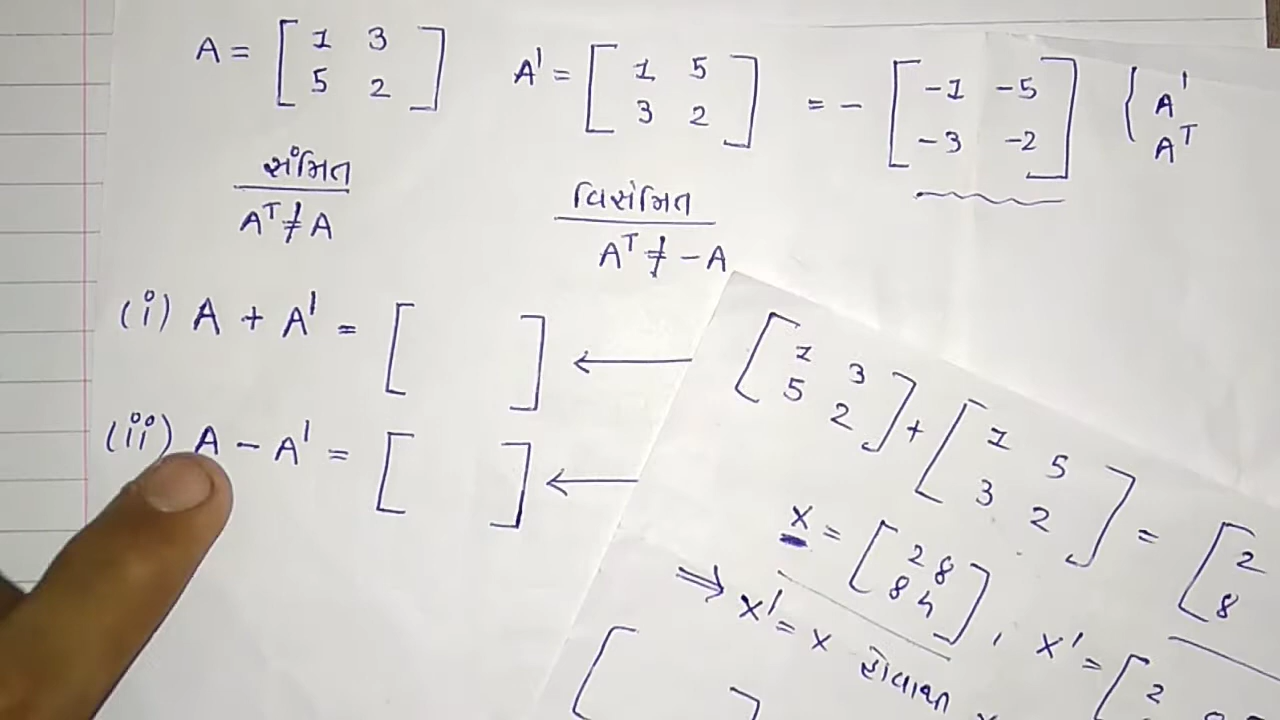 A = [ 1 3 5 2 ] A' = [ 1 5 3 2 ] = - [ -1 -5 -3 -2 ] { A' A^T
સંમિત
A^T ≠ A
વિસંમિત
A^T ≠ - A
(i) A + A' = [ ] ←
(ii) A - A' = [ ] ←
[ 1 3 5 2 ] + [ 1 5 3 2 ] = [ 2 8
x = [ 2 8 8 4 ] , x' = [ 2
⇒ x' = x હોવાથી
[ ]